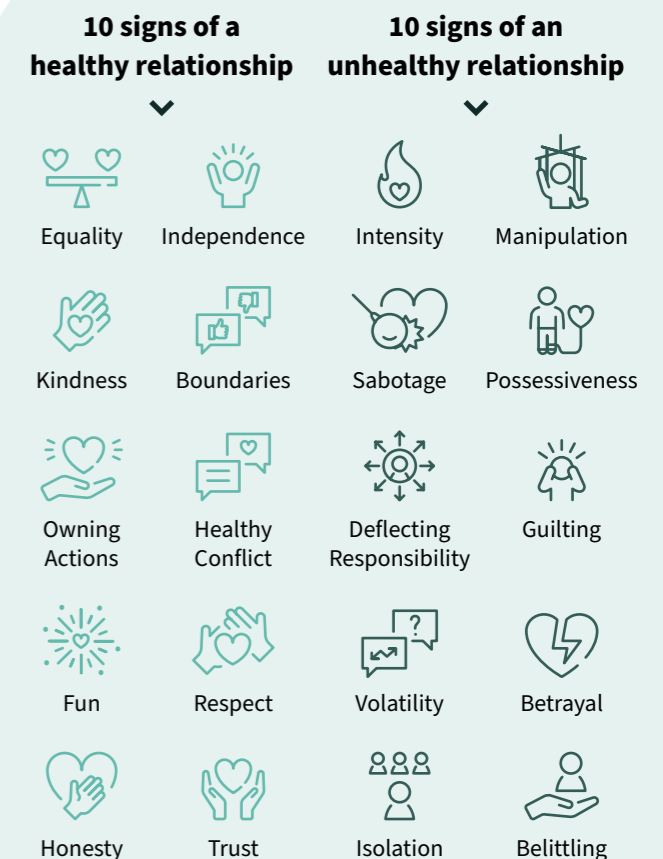 10 signs of a
healthy relationship
Equality
Independence
Kindness
Boundaries
Owning
Actions
Healthy
Conflict
Fun
Respect
Honesty
Trust
10 signs of an
unhealthy relationship
Intensity
Manipulation
Sabotage
Possessiveness
Deflecting
Responsibility
Guilting
?
Volatility
Betrayal
Isolation
Belittling